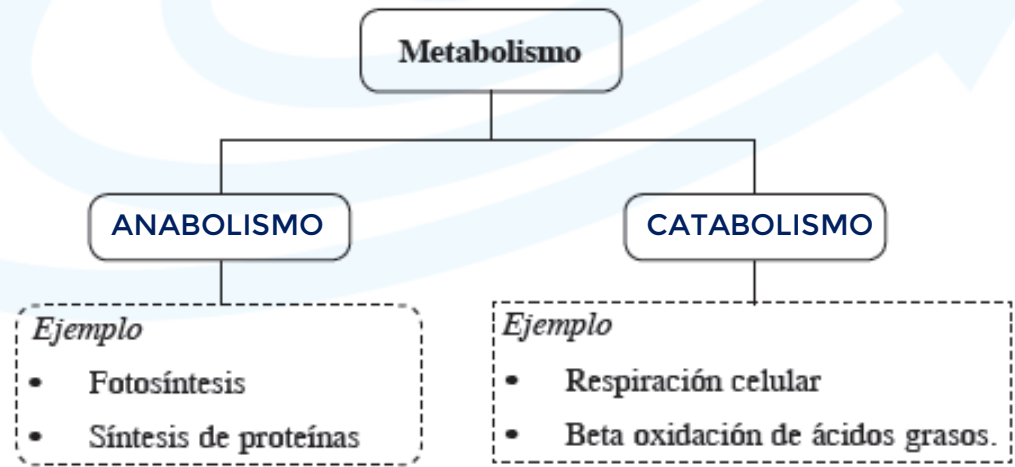 Metabolismo
ANABOLISMO
CATABOLISMO
Ejemplo
• Fotosíntesis
• Síntesis de proteínas
Ejemplo
• Respiración celular
• Beta oxidación de ácidos grasos.